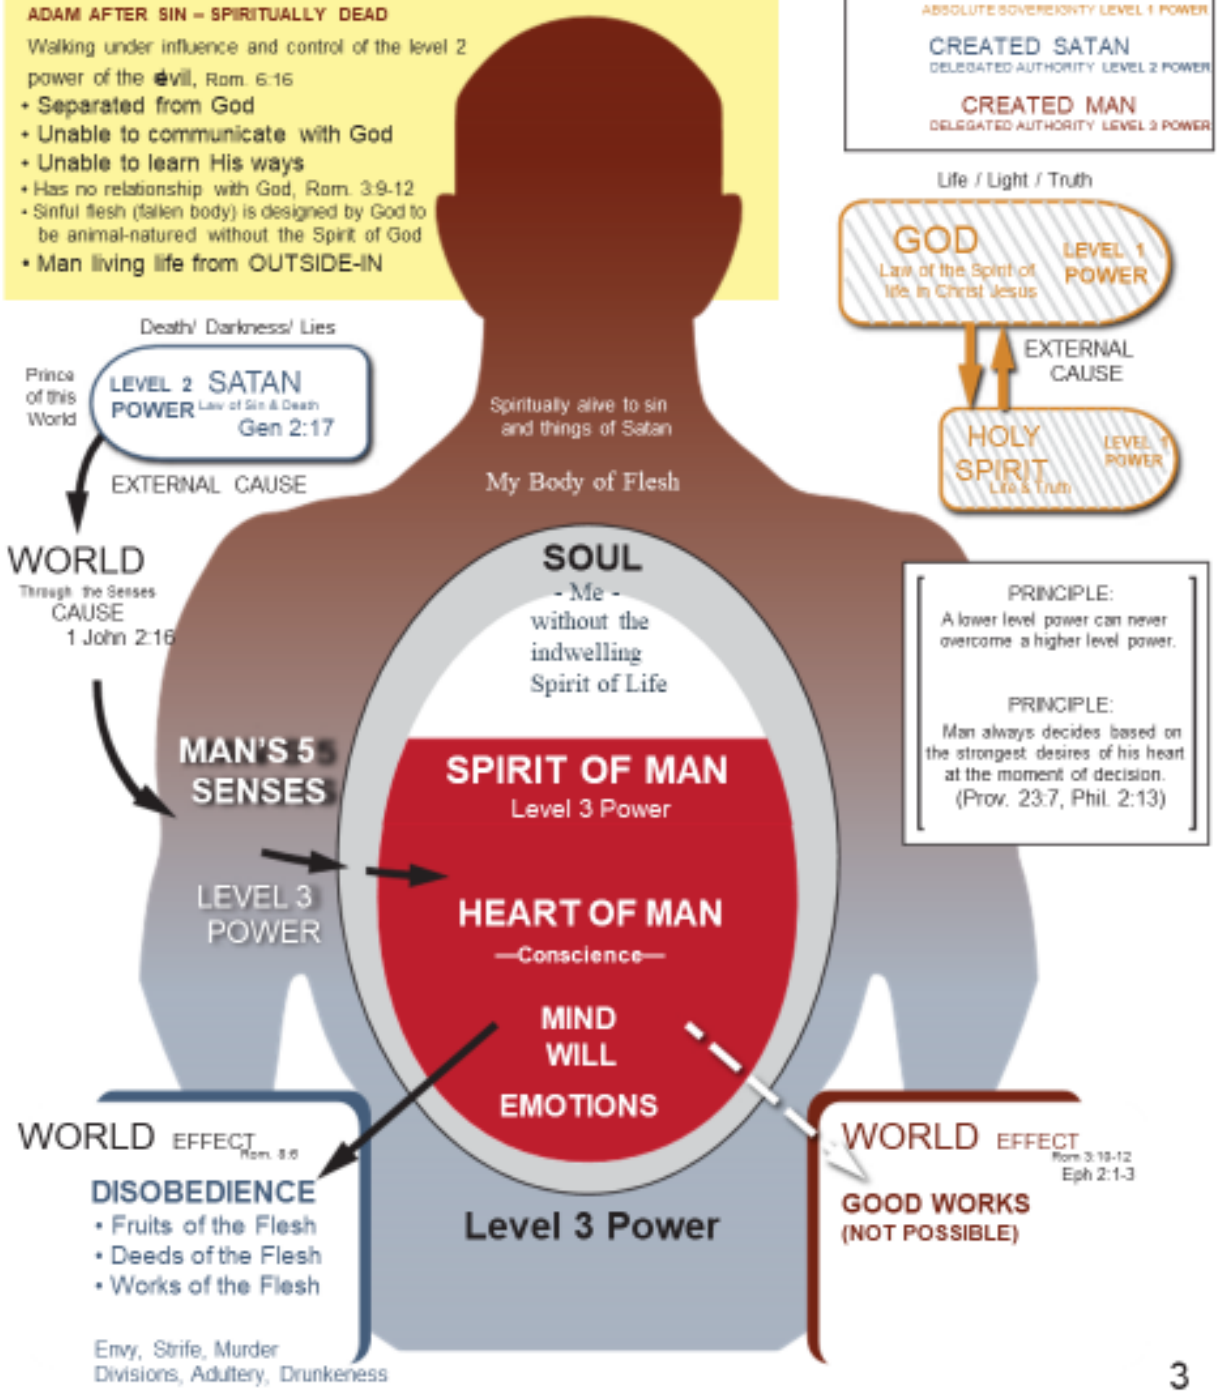 ADAM AFTER SIN – SPIRITUALLY DEAD
Walking under influence and control of the level 2
power of the évil, Rom. 6:16
• Separated from God
• Unable to communicate with God
• Unable to learn His ways
• Has no relationship with God, Rom. 3:9-12
• Sinful flesh (fallen body) is designed by God to
be animal-natured without the Spirit of God
• Man living life from OUTSIDE-IN
ABSOLUTE SOVEREIGNTY LEVEL 1 POWER
CREATED SATAN
DELEGATED AUTHORITY LEVEL 2 POWER
CREATED MAN
DELEGATED AUTHORITY LEVEL 3 POWER
Life / Light / Truth
GOD
Law of the Spirit of
life in Christ Jesus
LEVEL 1
POWER
EXTERNAL
CAUSE
HOLY
SPIRIT
Life & Truth
LEVEL 1
POWER
Death/ Darkness/ Lies
Prince
of this
World
LEVEL 2
POWER
SATAN
Law of Sin & Death
Gen 2:17
EXTERNAL CAUSE
WORLD
Through the Senses
CAUSE
1 John 2:16
Spiritually alive to sin
and things of Satan
My Body of Flesh
SOUL
- Me -
without the
indwelling
Spirit of Life
PRINCIPLE:
A lower level power can never
overcome a higher level power.
PRINCIPLE:
Man always decides based on
the strongest desires of his heart
at the moment of decision.
(Prov. 23:7, Phil. 2:13)
MAN'S 5
SENSES
LEVEL 3
POWER
SPIRIT OF MAN
Level 3 Power
HEART OF MAN
—Conscience—
MIND
WILL
EMOTIONS
WORLD EFFECT
Rom. 8:6
DISOBEDIENCE
• Fruits of the Flesh
• Deeds of the Flesh
• Works of the Flesh
Envy, Strife, Murder
Divisions, Adultery, Drunkeness
Level 3 Power
WORLD EFFECT
Rom 3:10-12
Eph 2:1-3
GOOD WORKS
(NOT POSSIBLE)
3